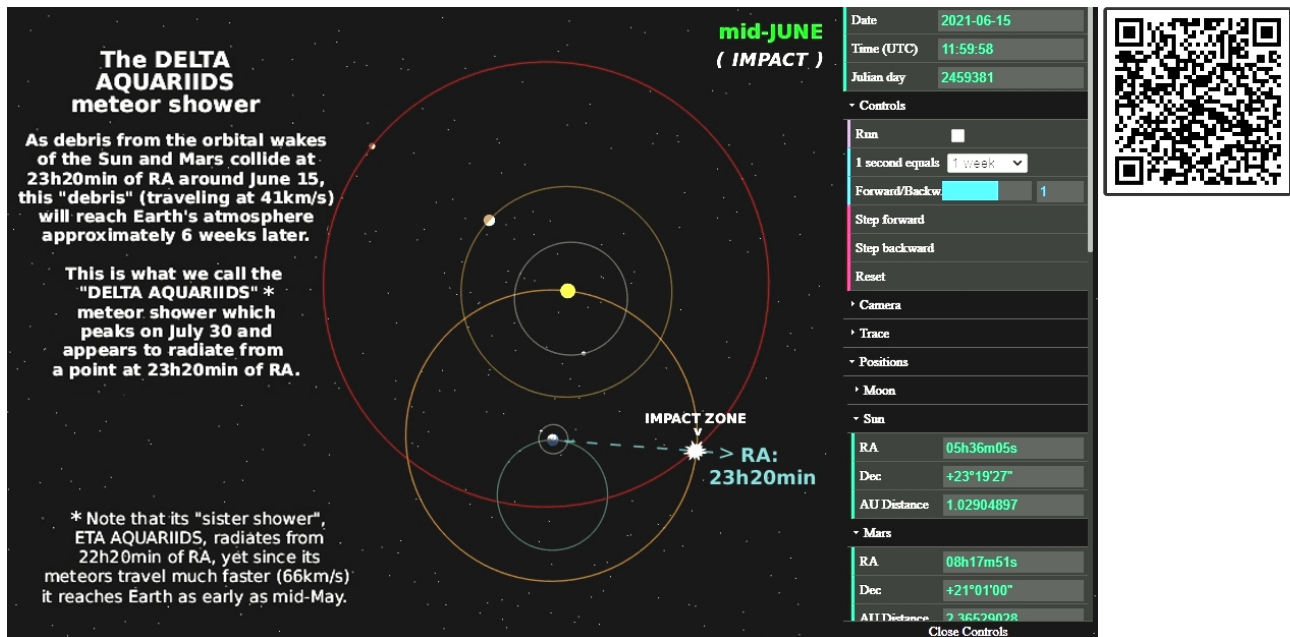 The DELTA
AQUARIIDS
meteor shower
As debris from the orbital wakes
of the Sun and Mars collide at
23h20min of RA around June 15,
this "debris" (traveling at 41km/s)
will reach Earth's atmosphere
approximately 6 weeks later.
This is what we call the
"DELTA AQUARIIDS" *
meteor shower which
peaks on July 30 and
appears to radiate from
a point at 23h20min of RA.
* Note that its "sister shower",
ETA AQUARIIDS, radiates from
22h20min of RA, yet since its
meteors travel much faster (66km/s)
it reaches Earth as early as mid-May.
mid-JUNE
( IMPACT )
IMPACT ZONE
v
> RA:
23h20min
Date 2021-06-15
Time (UTC) 11:59:58
Julian day 2459381
Controls
Run
1 second equals 1 week
Forward/Backw. 1
Step forward
Step backward
Reset
Camera
Trace
Positions
Moon
Sun
RA 05h36m05s
Dec +23°19'27"
AU Distance 1.02904897
Mars
RA 08h17m51s
Dec +21°01'00"
AU Distance 2.36529028
Close Controls